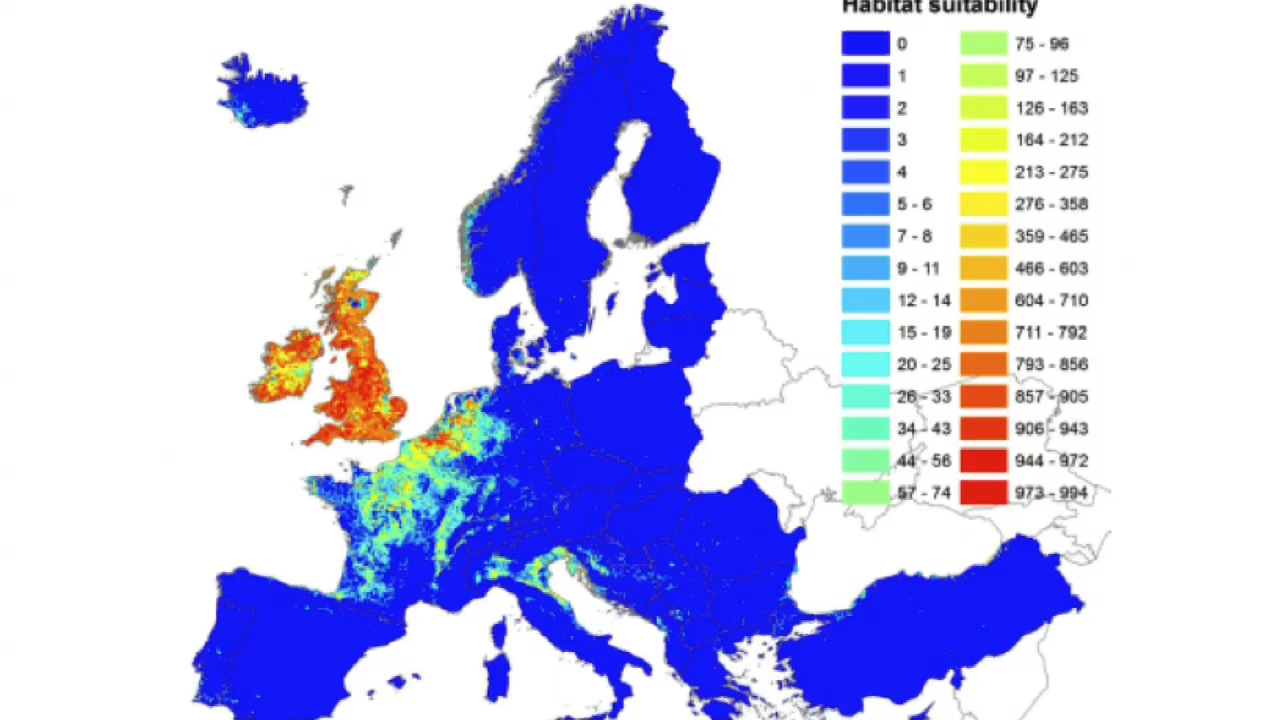 Habitat suitability
0
1
2
3
4
5 - 6
7 - 8
9 - 11
12 - 14
15 - 19
20 - 25
26 - 33
34 - 43
44 - 56
57 - 74
75 - 96
97 - 125
126 - 163
164 - 212
213 - 275
276 - 358
359 - 465
466 - 603
604 - 710
711 - 792
793 - 856
857 - 905
906 - 943
944 - 972
973 - 994